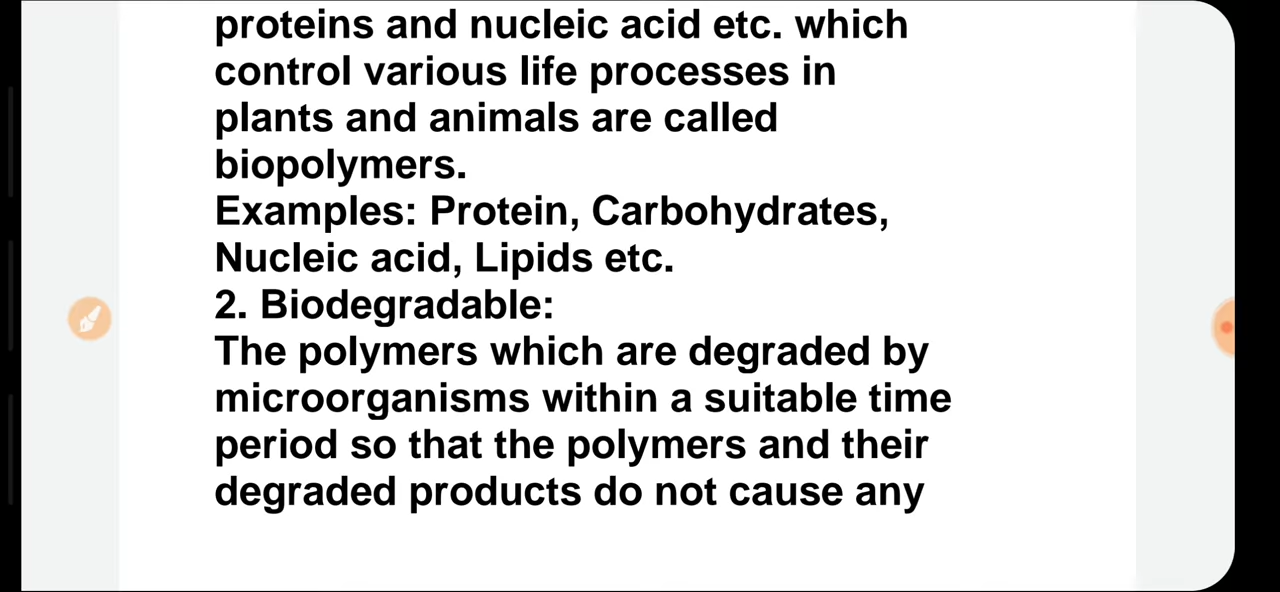 proteins and nucleic acid etc. which
control various life processes in
plants and animals are called
biopolymers.
Examples: Protein, Carbohydrates,
Nucleic acid, Lipids etc.
2. Biodegradable:
The polymers which are degraded by
microorganisms within a suitable time
period so that the polymers and their
degraded products do not cause any